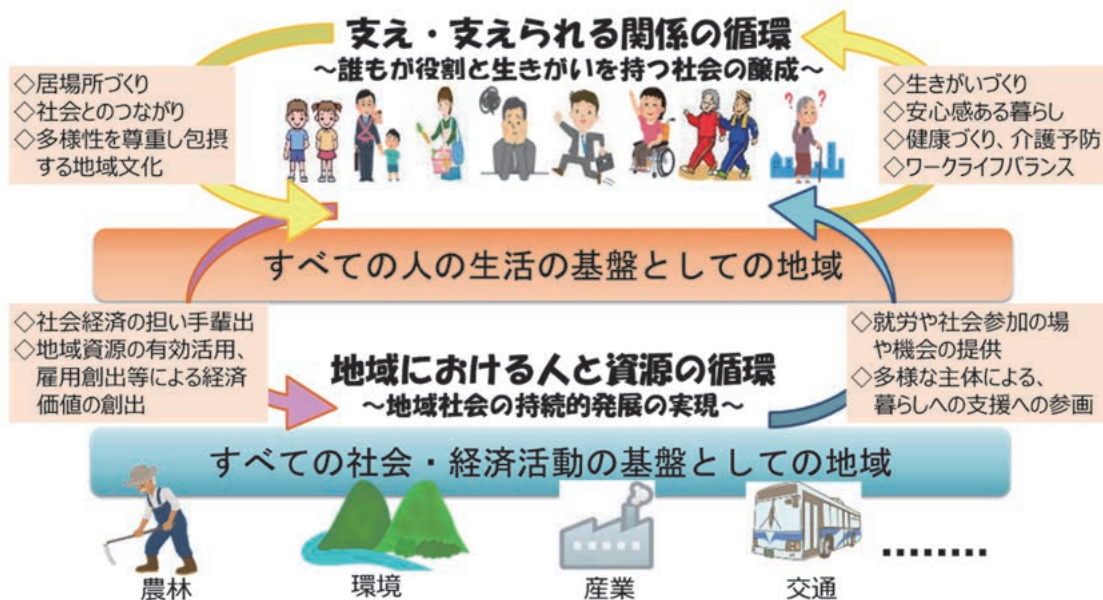 支え・支えられる関係の循環
～誰もが役割と生きがいを持つ社会の醸成～
◇居場所づくり
◇社会とのつながり
◇多様性を尊重し包摂
する地域文化
◇生きがいづくり
◇安心感ある暮らし
◇健康づくり、介護予防
◇ワークライフバランス
? ?
すべての人の生活の基盤としての地域
◇社会経済の担い手輩出
◇地域資源の有効活用、
雇用創出等による経済
価値の創出
地域における人と資源の循環
～地域社会の持続的発展の実現～
◇就労や社会参加の場
や機会の提供
◇多様な主体による、
暮らしへの支援への参画
すべての社会・経済活動の基盤としての地域
農林
環境
産業
交通
………